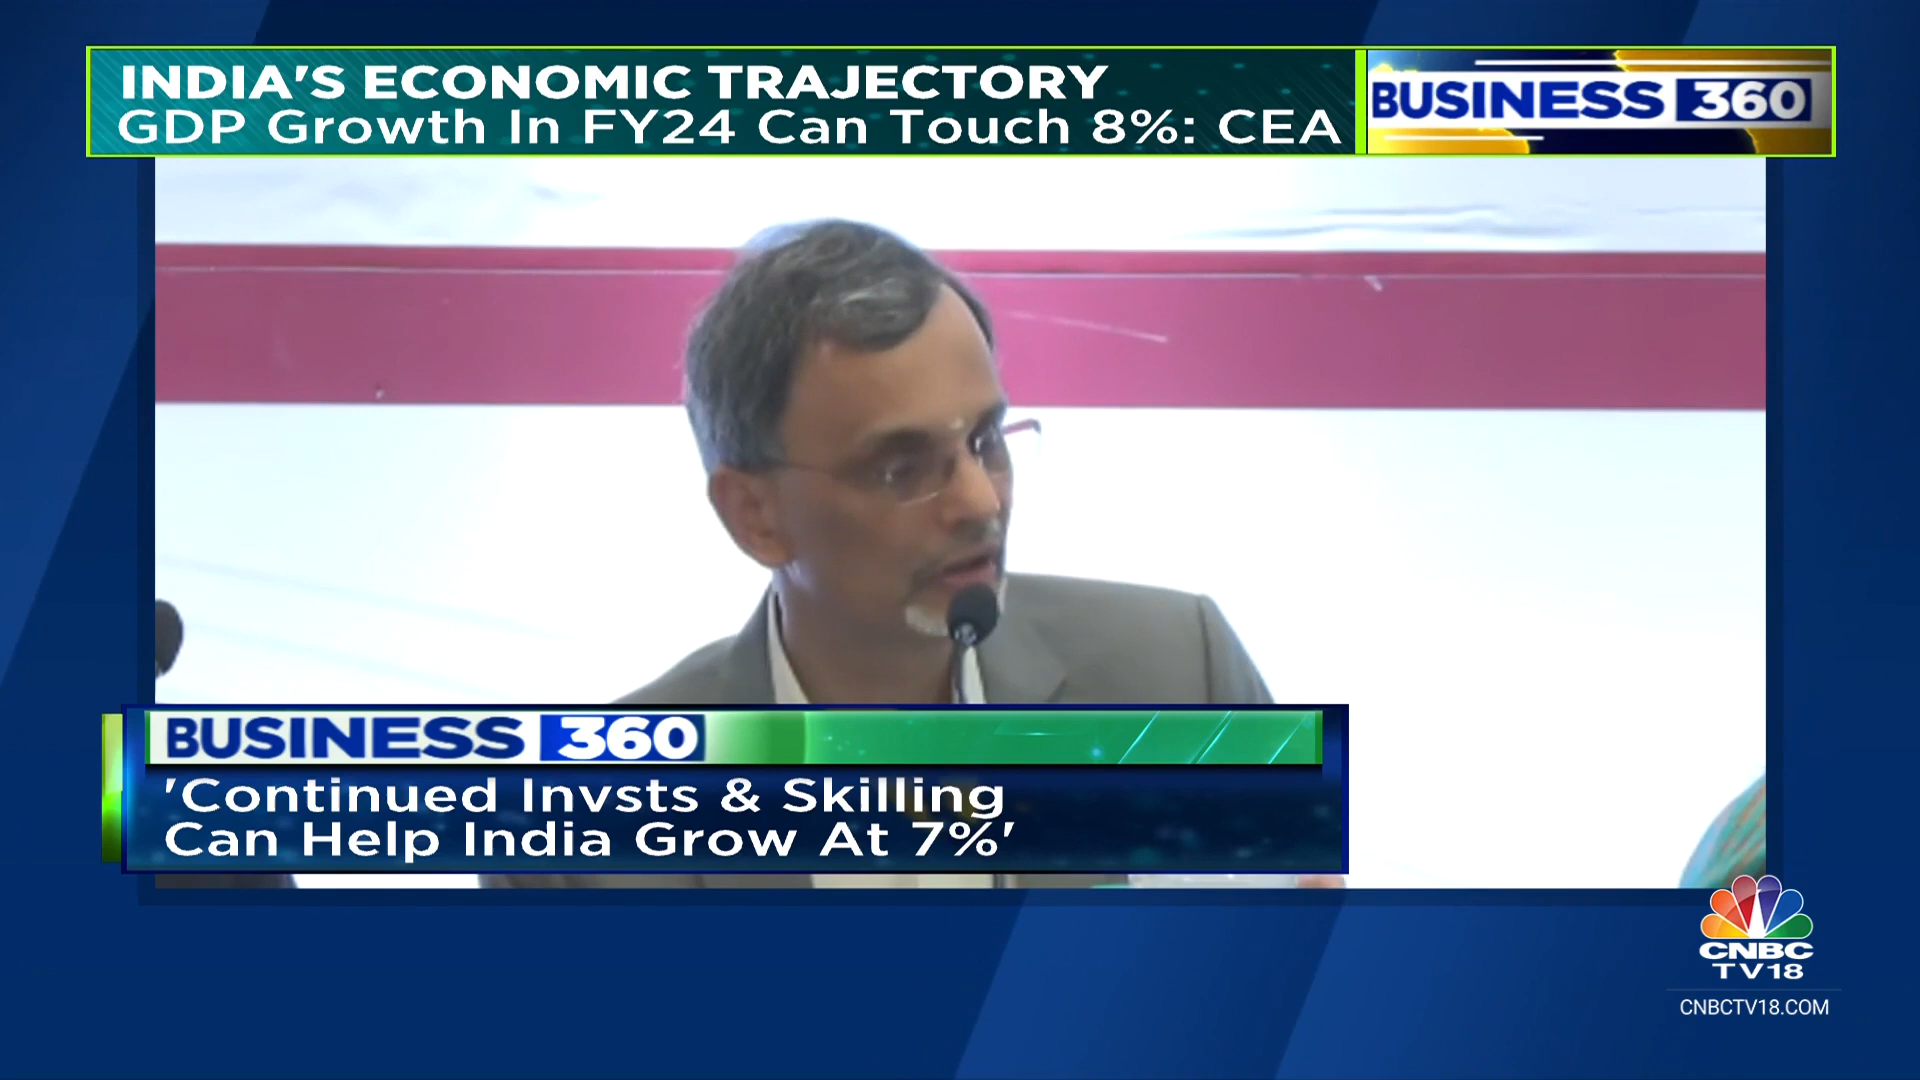 INDIA'S ECONOMIC TRAJECTORY
GDP Growth In FY24 Can Touch 8%: CEA
BUSINESS 360
BUSINESS 360
'Continued Invsts & Skilling
Can Help India Grow At 7%'
CNBC
TV18
CNBCTV18.COM